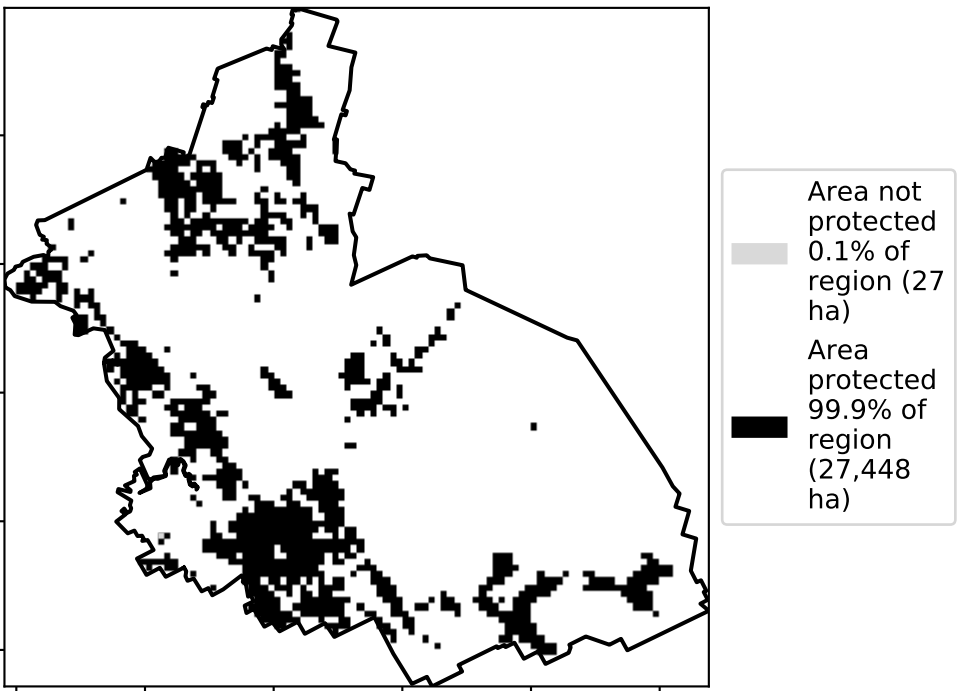 Area not
protected
0.1% of
region (27
ha)
Area
protected
99.9% of
region
(27,448
ha)